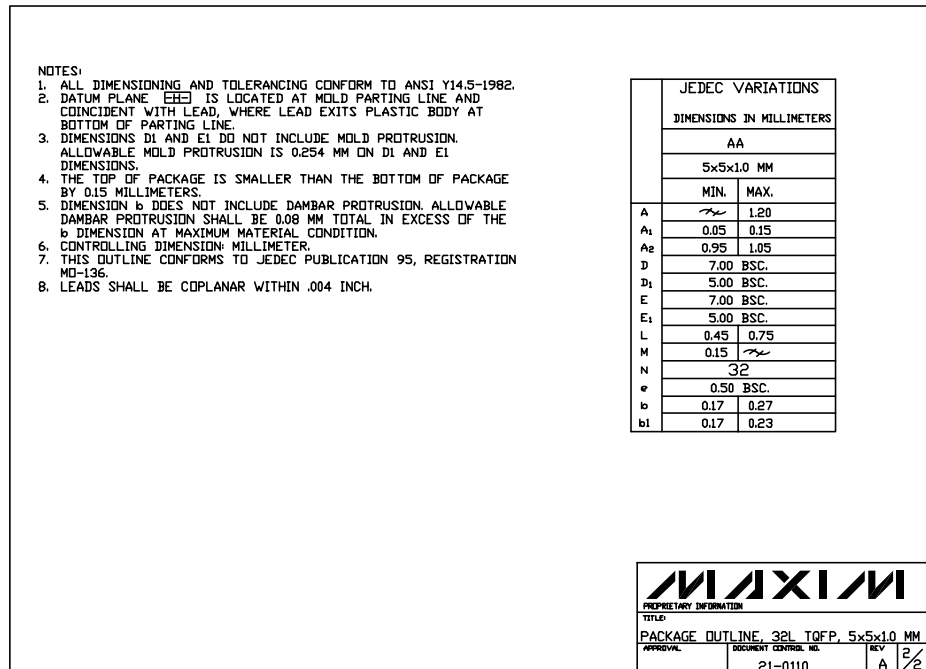 NOTES:
1. ALL DIMENSIONING AND TOLERANCING CONFORM TO ANSI Y14.5-1982.
2. DATUM PLANE -H- IS LOCATED AT MOLD PARTING LINE AND
COINCIDENT WITH LEAD, WHERE LEAD EXITS PLASTIC BODY AT
BOTTOM OF PARTING LINE.
3. DIMENSIONS D1 AND E1 DO NOT INCLUDE MOLD PROTRUSION.
ALLOWABLE MOLD PROTRUSION IS 0.254 MM ON D1 AND E1
DIMENSIONS.
4. THE TOP OF PACKAGE IS SMALLER THAN THE BOTTOM OF PACKAGE
BY 0.15 MILLIMETERS.
5. DIMENSION b DOES NOT INCLUDE DAMBAR PROTRUSION. ALLOWABLE
DAMBAR PROTRUSION SHALL BE 0.08 MM TOTAL IN EXCESS OF THE
b DIMENSION AT MAXIMUM MATERIAL CONDITION.
6. CONTROLLING DIMENSION: MILLIMETER.
7. THIS OUTLINE CONFORMS TO JEDEC PUBLICATION 95, REGISTRATION
MO-136.
8. LEADS SHALL BE COPLANAR WITHIN .004 INCH.
JEDEC VARIATIONS
DIMENSIONS IN MILLIMETERS
AA
5x5x1.0 MM
MIN. MAX.
A 1.20
A1 0.05 0.15
A2 0.95 1.05
D 7.00 BSC.
D1 5.00 BSC.
E 7.00 BSC.
E1 5.00 BSC.
L 0.45 0.75
M 0.15
N 32
e 0.50 BSC.
b 0.17 0.27
b1 0.17 0.23
MAXIM
PROPRIETARY INFORMATION
TITLE:
PACKAGE OUTLINE, 32L TQFP, 5x5x1.0 MM
APPROVAL DOCUMENT CONTROL NO. REV
21-0110 A 2/2